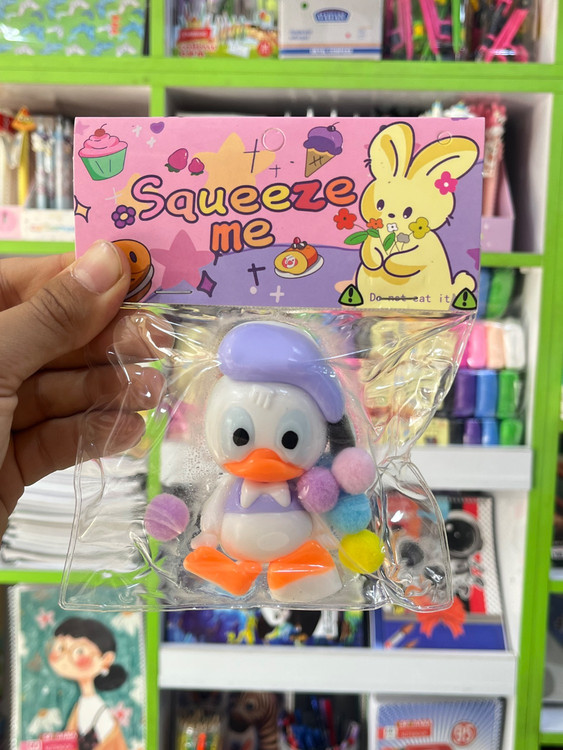 Squeeze
me
Do not eat it